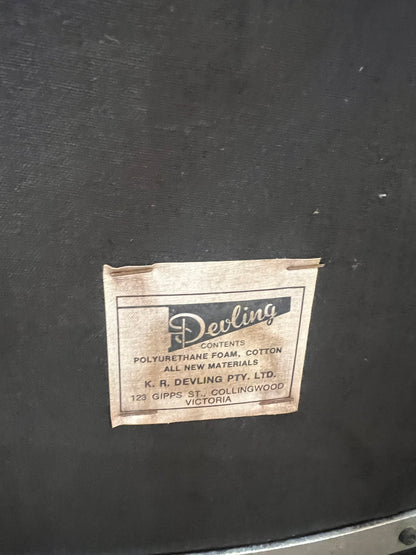 Devling
CONTENTS
POLYURETHANE FOAM, COTTON
ALL NEW MATERIALS
K. R. DEVLING PTY. LTD.
123 GIPPS ST., COLLINGWOOD
VICTORIA